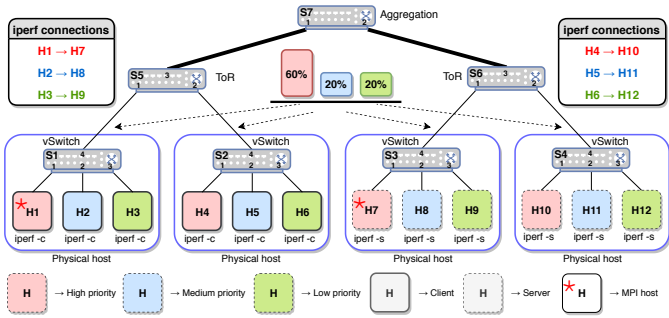 S7
1 2
Aggregation
iperf connections
H1 → H7
H2 → H8
H3 → H9
iperf connections
H4 → H10
H5 → H11
H6 → H12
S5 3
1 2
ToR
60%
20%
20%
ToR
S6 3
1 2
vSwitch
S1 4
1 2 3
vSwitch
S2 4
1 2 3
vSwitch
S3 4
1 2 3
vSwitch
S4 4
1 2 3
* H1 H2 H3
iperf -c iperf -c iperf -c
Physical host
H4 H5 H6
iperf -c iperf -c iperf -c
Physical host
* H7 H8 H9
iperf -s iperf -s iperf -s
Physical host
H10 H11 H12
iperf -s iperf -s iperf -s
Physical host
H → High priority
H → Medium priority
H → Low priority
H → Client
H → Server
* H → MPI host